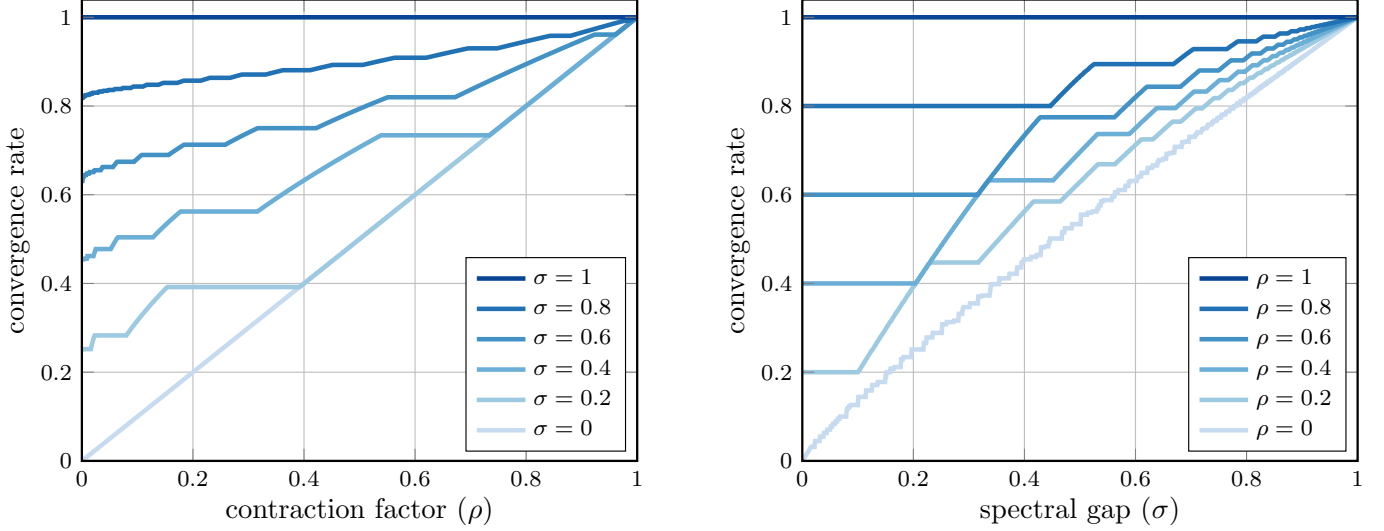 convergence rate
1
0.8
0.6
0.4
0.2
0
0
0.2
0.4
0.6
0.8
1
contraction factor (ρ)
σ = 1
σ = 0.8
σ = 0.6
σ = 0.4
σ = 0.2
σ = 0
convergence rate
1
0.8
0.6
0.4
0.2
0
0
0.2
0.4
0.6
0.8
1
spectral gap (σ)
ρ = 1
ρ = 0.8
ρ = 0.6
ρ = 0.4
ρ = 0.2
ρ = 0